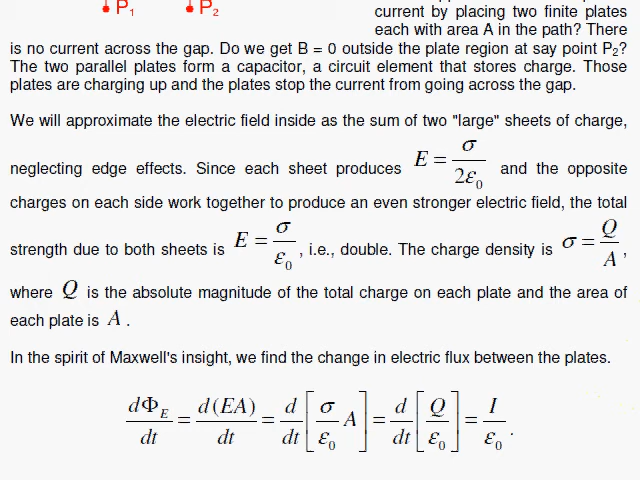 P₁ P₂
current by placing two finite plates
each with area A in the path? There
is no current across the gap. Do we get B = 0 outside the plate region at say point P₂?
The two parallel plates form a capacitor, a circuit element that stores charge. Those
plates are charging up and the plates stop the current from going across the gap.
We will approximate the electric field inside as the sum of two "large" sheets of charge,
neglecting edge effects. Since each sheet produces E = σ/2ε₀ and the opposite
charges on each side work together to produce an even stronger electric field, the total
strength due to both sheets is E = σ/ε₀, i.e., double. The charge density is σ = Q/A,
where Q is the absolute magnitude of the total charge on each plate and the area of
each plate is A.
In the spirit of Maxwell's insight, we find the change in electric flux between the plates.
dΦ_E/dt = d(EA)/dt = d/dt[σ/ε₀ A] = d/dt[Q/ε₀] = I/ε₀.